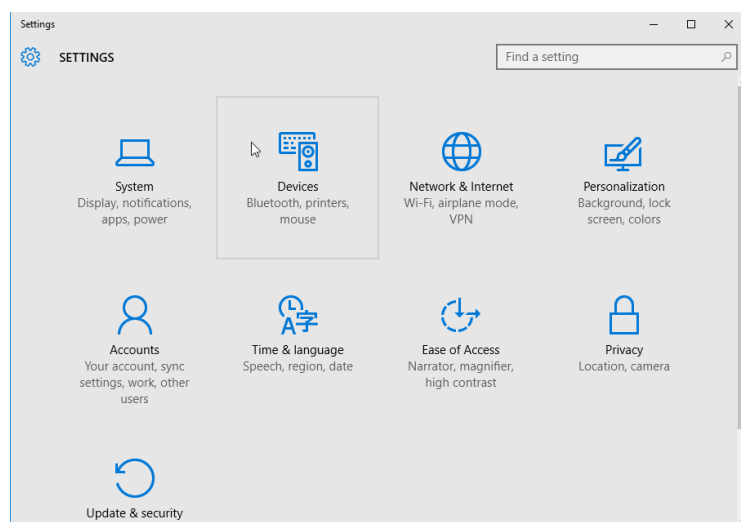 Settings
SETTINGS
Find a setting
System
Display, notifications,
apps, power
Devices
Bluetooth, printers,
mouse
Network & Internet
Wi-Fi, airplane mode,
VPN
Personalization
Background, lock
screen, colors
Accounts
Your account, sync
settings, work, other
users
Time & language
Speech, region, date
Ease of Access
Narrator, magnifier,
high contrast
Privacy
Location, camera
Update & security